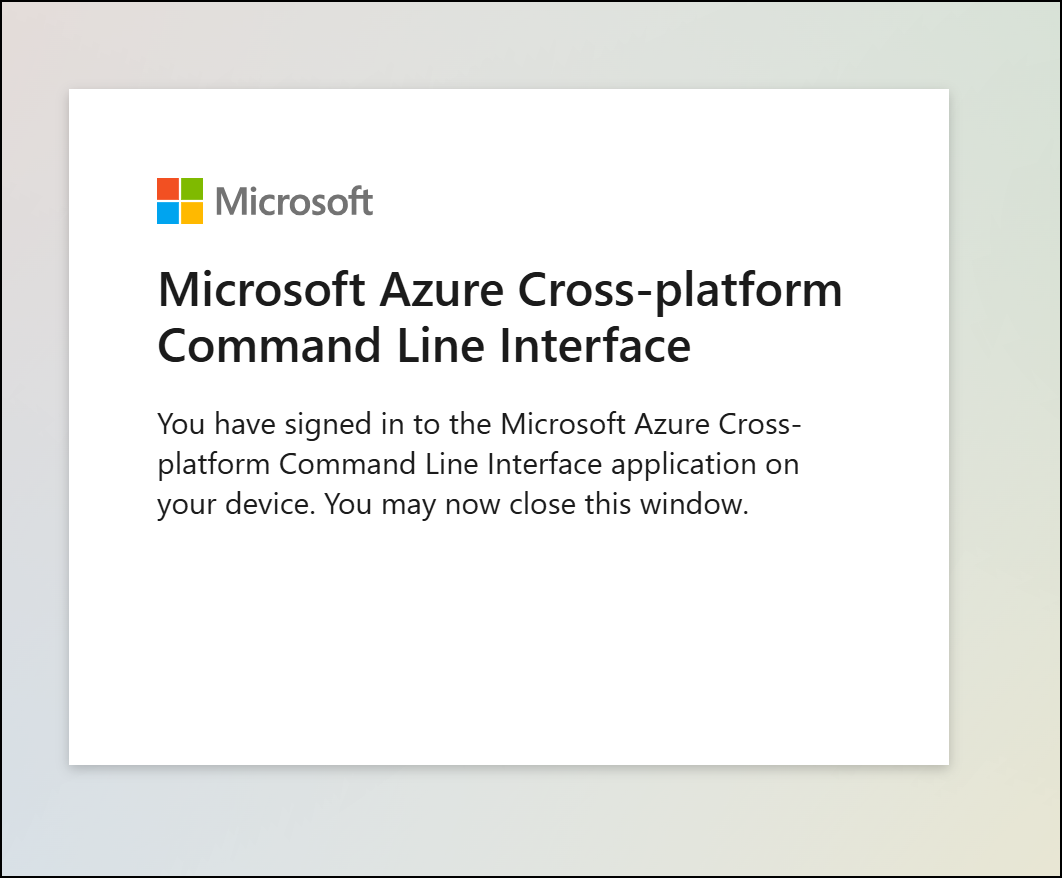 Microsoft
Microsoft Azure Cross-platform
Command Line Interface
You have signed in to the Microsoft Azure Cross-
platform Command Line Interface application on
your device. You may now close this window.